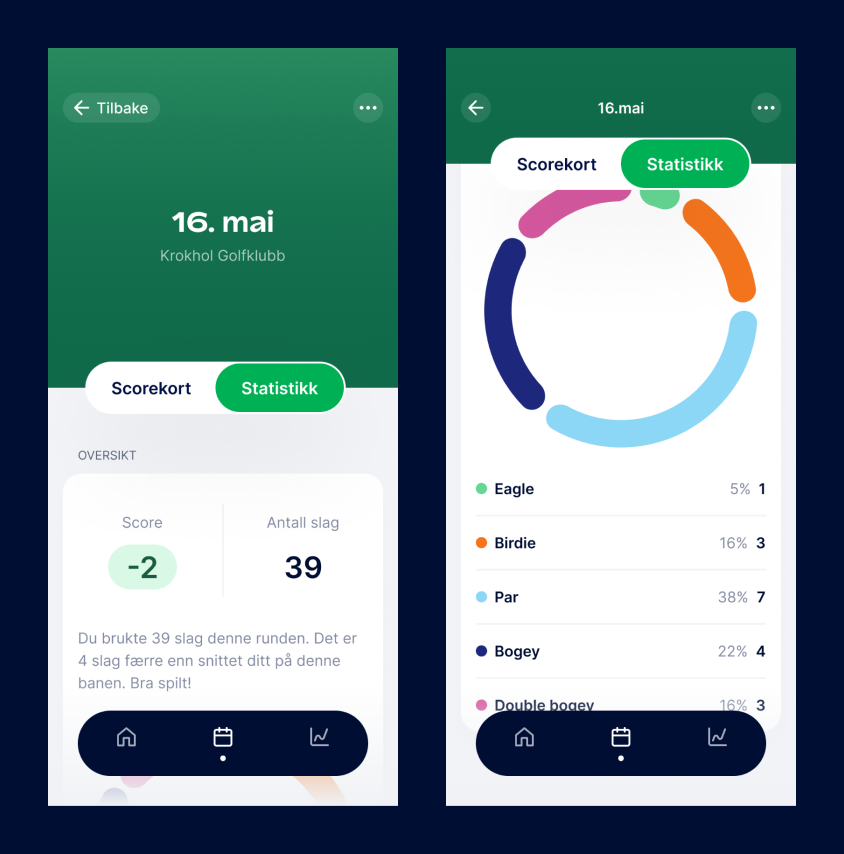 Tilbake
16. mai
Krokhol Golfklubb
Scorekort Statistikk
OVERSIKT
Score Antall slag
-2 39
Du brukte 39 slag denne runden. Det er
4 slag færre enn snittet ditt på denne
banen. Bra spilt!
16.mai
Scorekort Statistikk
Eagle 5% 1
Birdie 16% 3
Par 38% 7
Bogey 22% 4
Double bogey 16% 3